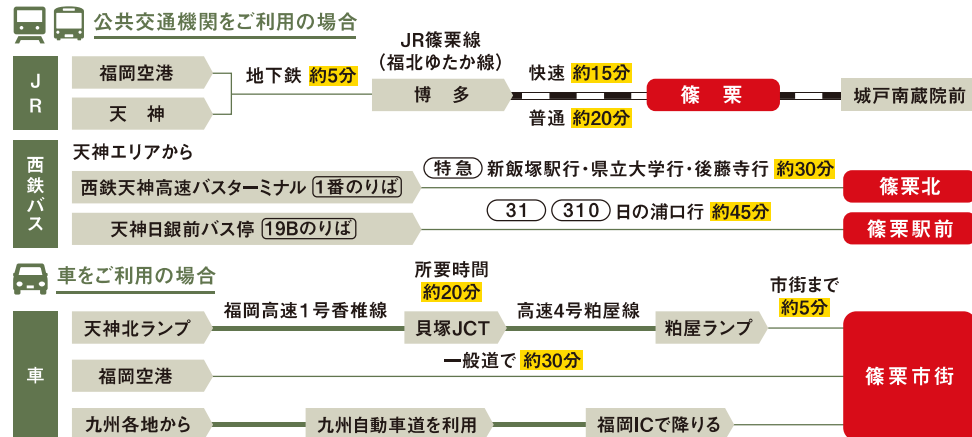 公共交通機関をご利用の場合
JR
福岡空港
天神
地下鉄 約5分
博多
JR篠栗線
(福北ゆたか線)
快速 約15分
普通 約20分
篠栗
城戸南蔵院前
西鉄バス
天神エリアから
西鉄天神高速バスターミナル 1番のりば
特急 新飯塚駅行・県立大学行・後藤寺行 約30分
篠栗北
天神日銀前バス停 19Bのりば
31 310 日の浦口行 約45分
篠栗駅前
車をご利用の場合
車
天神北ランプ
福岡高速1号香椎線
所要時間
約20分
貝塚JCT
高速4号粕屋線
粕屋ランプ
市街まで
約5分
福岡空港
一般道で 約30分
篠栗市街
九州各地から
九州自動車道を利用
福岡ICで降りる